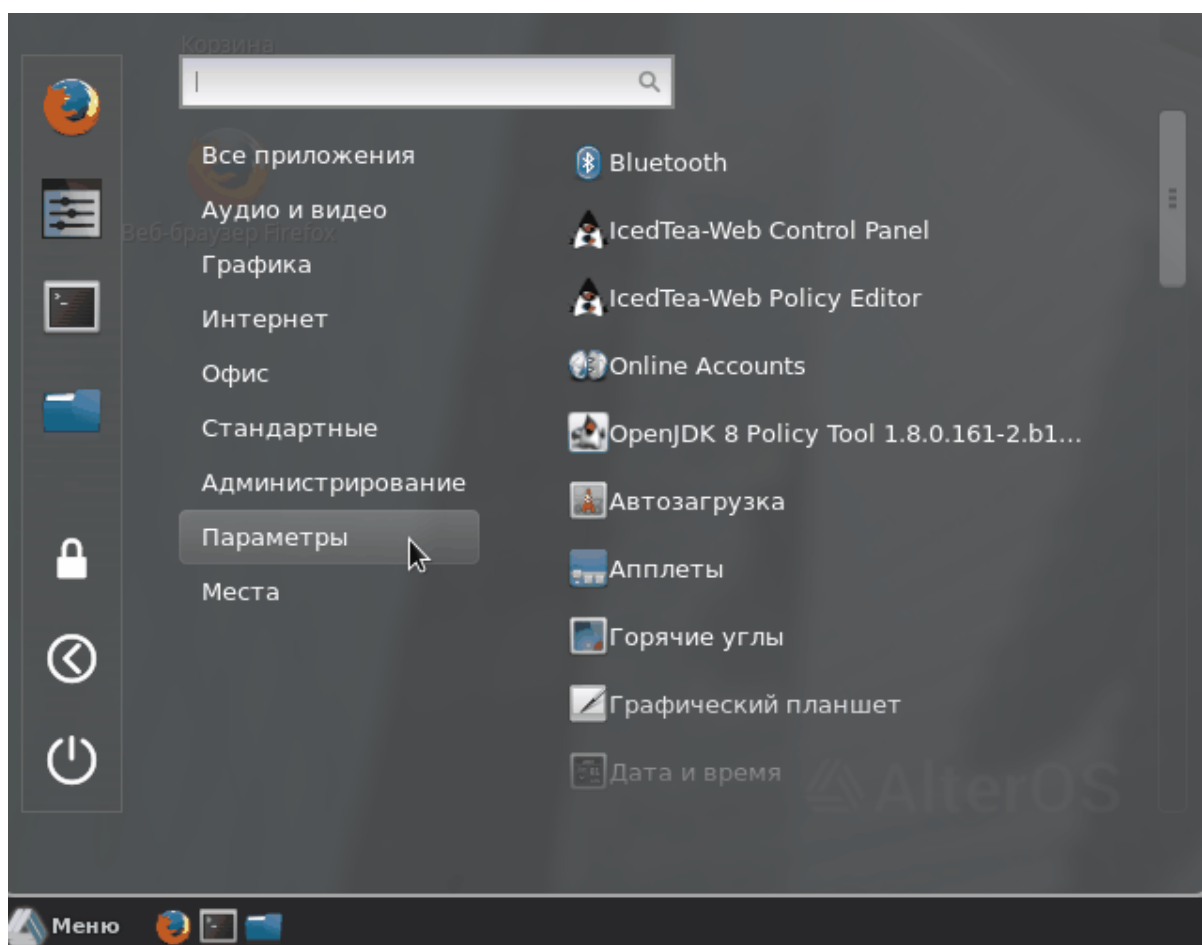 Корзина
Веб-браузер Firefox
Все приложения
Аудио и видео
Графика
Интернет
Офис
Стандартные
Администрирование
Параметры
Места
Bluetooth
IcedTea-Web Control Panel
IcedTea-Web Policy Editor
Online Accounts
OpenJDK 8 Policy Tool 1.8.0.161-2.b1...
Автозагрузка
Апплеты
Горячие углы
Графический планшет
Дата и время
AlterOS
Меню